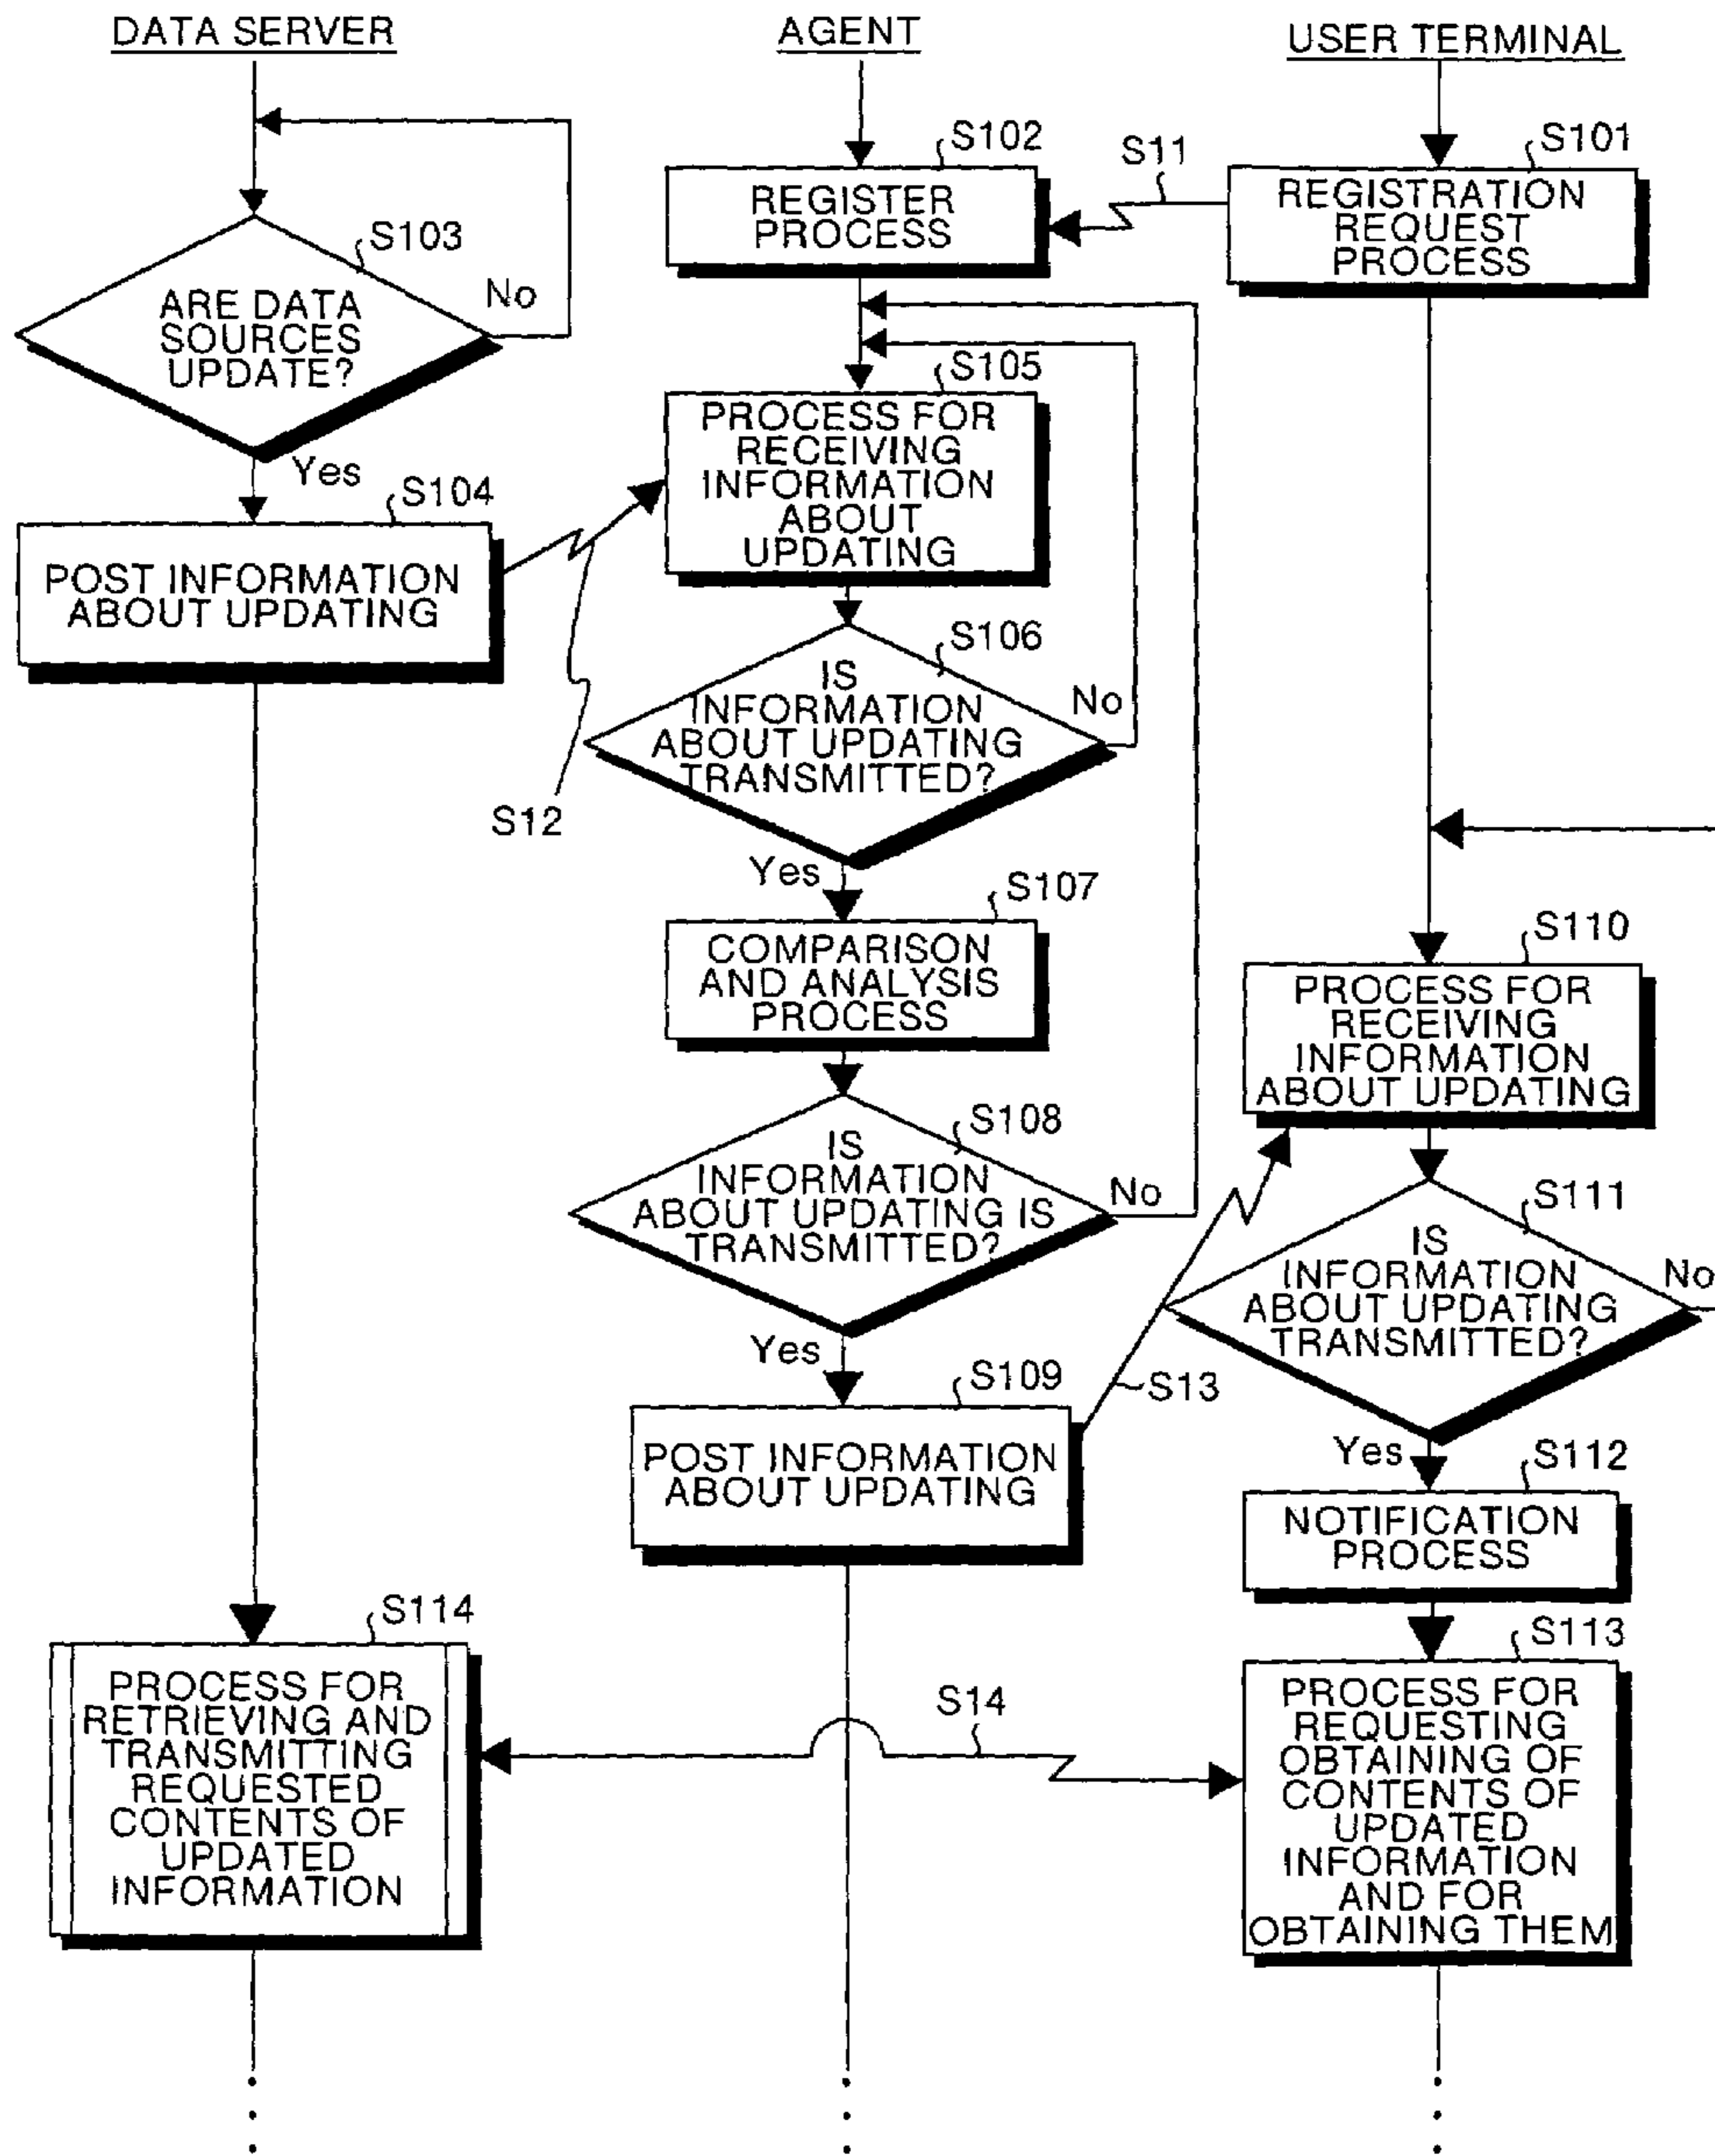 DATA SERVER
AGENT
USER TERMINAL
S102
S11
S101
REGISTER
PROCESS
REGISTRATION
REQUEST
PROCESS
S103
No
ARE DATA
SOURCES
UPDATE?
Yes
S104
POST INFORMATION
ABOUT UPDATING
S105
PROCESS FOR
RECEIVING
INFORMATION
ABOUT
UPDATING
S12
S106
IS
INFORMATION
ABOUT UPDATING
TRANSMITTED?
No
Yes
S107
COMPARISON
AND ANALYSIS
PROCESS
S108
IS
INFORMATION
ABOUT UPDATING IS
TRANSMITTED?
No
Yes
S109
POST INFORMATION
ABOUT UPDATING
S13
S110
PROCESS FOR
RECEIVING
INFORMATION
ABOUT UPDATING
S111
IS
INFORMATION
ABOUT UPDATING
TRANSMITTED?
No
Yes
S112
NOTIFICATION
PROCESS
S114
PROCESS FOR
RETRIEVING AND
TRANSMITTING
REQUESTED
CONTENTS OF
UPDATED
INFORMATION
S14
S113
PROCESS FOR
REQUESTING
OBTAINING OF
CONTENTS OF
UPDATED
INFORMATION
AND FOR
OBTAINING THEM